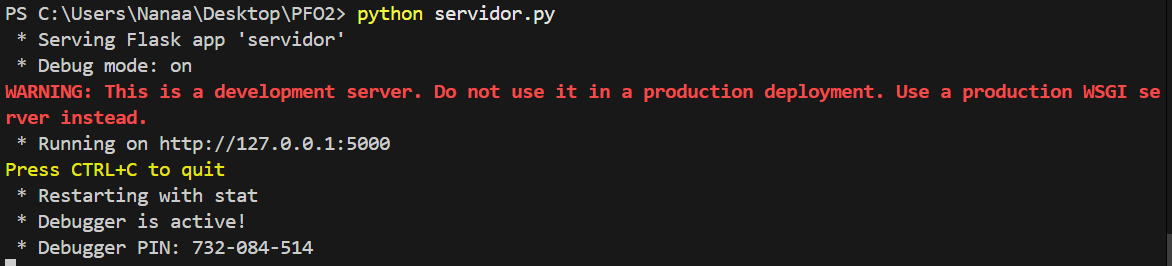 PS C:\Users\Nanaa\Desktop\PFO2> python servidor.py
 * Serving Flask app 'servidor'
 * Debug mode: on
WARNING: This is a development server. Do not use it in a production deployment. Use a production WSGI se
rver instead.
 * Running on http://127.0.0.1:5000
Press CTRL+C to quit
 * Restarting with stat
 * Debugger is active!
 * Debugger PIN: 732-084-514